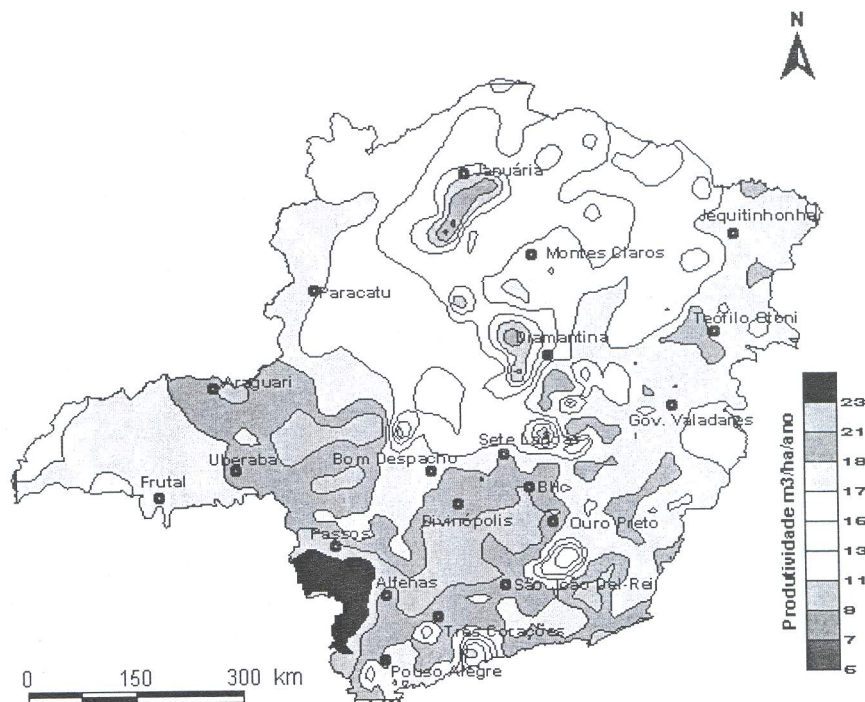 N
Januária
Jequitinhonha
Montes Claros
Paracatu
Teófilo Otoni
Diamantina
Araguari
Gov. Valadares
Sete Lagoas
Uberaba
Bom Despacho
Frutal
BHc
Divinópolis
Ouro Preto
Passos
Alfenas
São João Del-Rei
Três Corações
Pouso Alegre
0 150 300 km
Produtividade m3/ha/ano
23
21
18
17
16
13
11
9
7
6